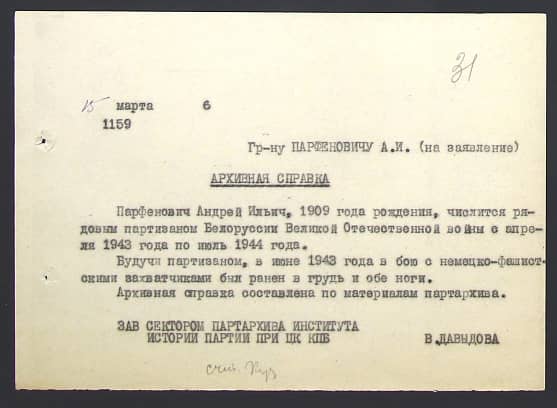 31
15 марта 6
1159
Гр-ну ПАРФЕНОВИЧУ А.И. (на заявление)
АРХИВНАЯ СПРАВКА
Парфенович Андрей Ильич, 1909 года рождения, числится ря-
довым партизаном Белоруссии Великой Отечественной войны с апре-
ля 1943 года по июль 1944 года.
Будучи партизаном, в июне 1943 года в бою с немецко-фашист-
скими захватчиками был ранен в грудь и обе ноги.
Архивная справка составлена по материалам партархива.
ЗАВ СЕКТОРОМ ПАРТАРХИВА ИНСТИТУТА
ИСТОРИИ ПАРТИИ ПРИ ЦК КПБ В.ДАВЫДОВА